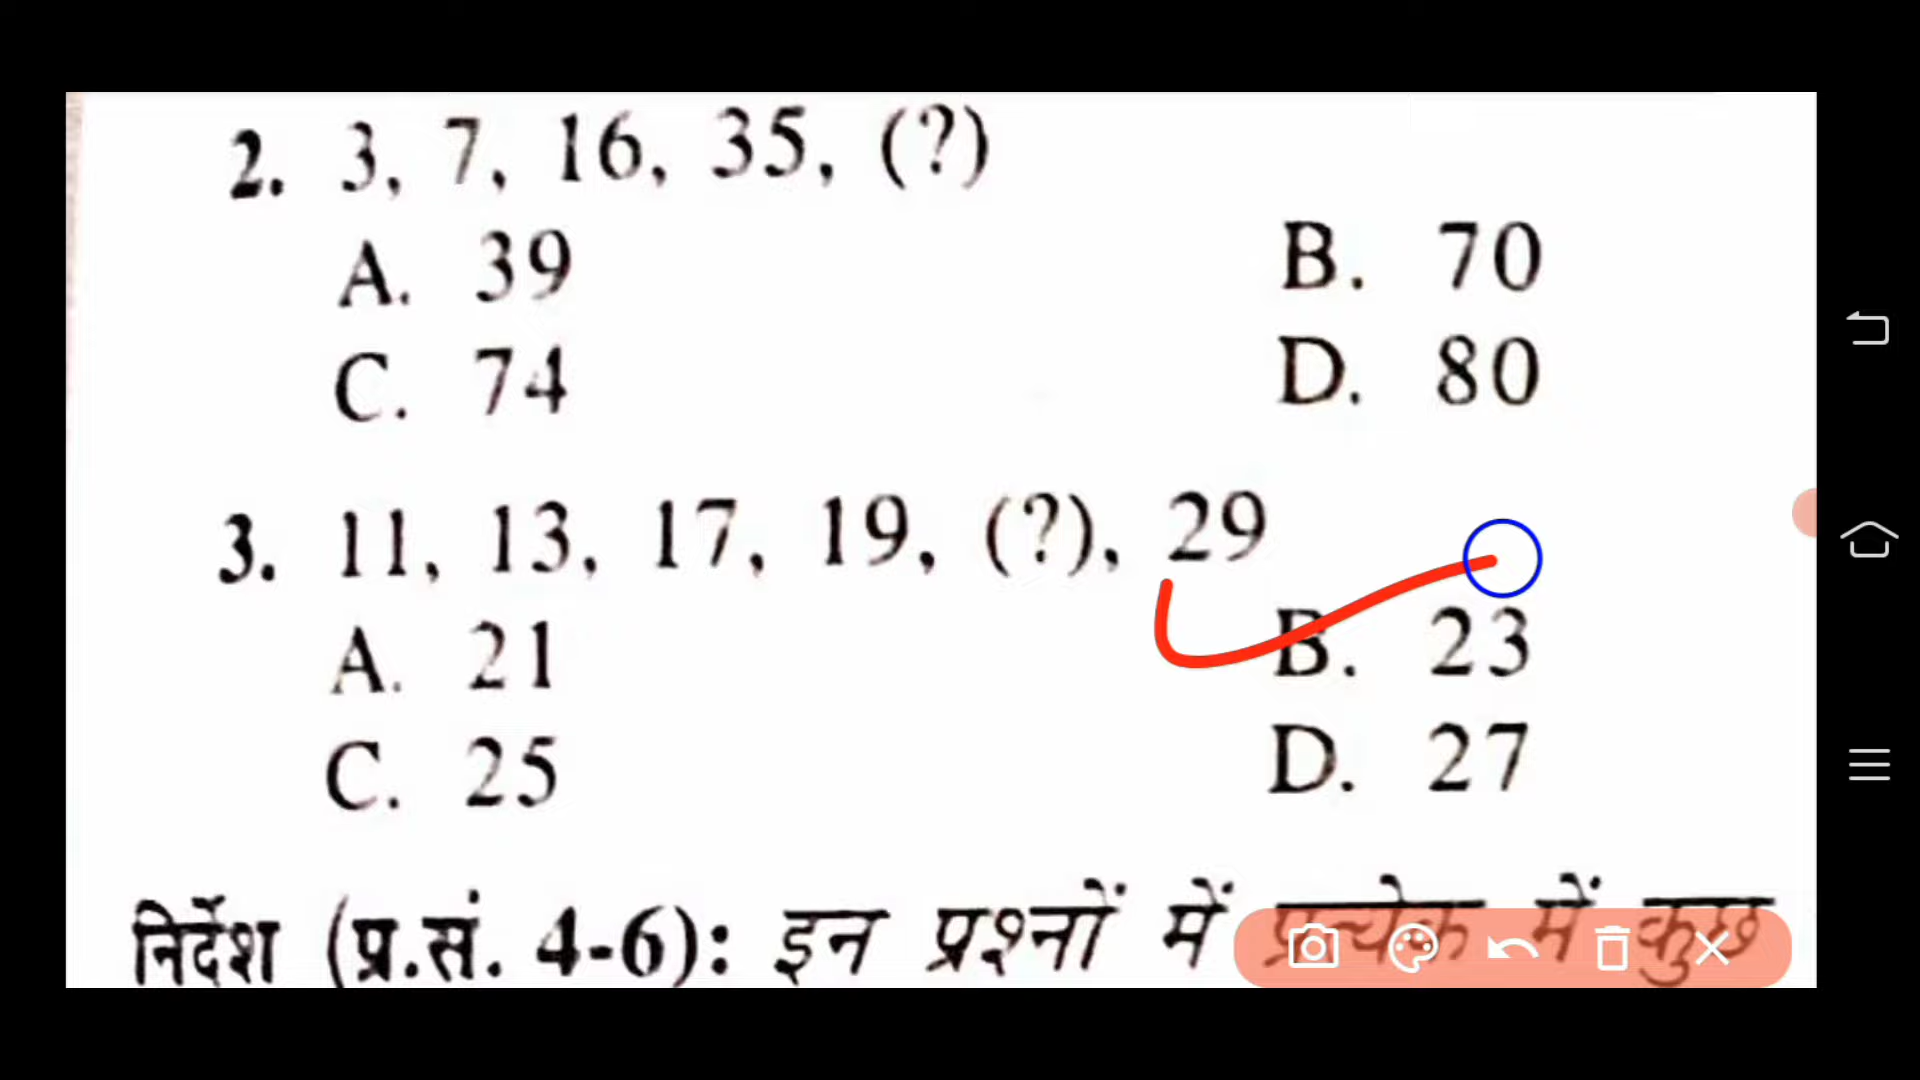 2. 3, 7, 16, 35, (?)
A. 39 B. 70
C. 74 D. 80
3. 11, 13, 17, 19, (?), 29
A. 21 B. 23
C. 25 D. 27
निर्देश (प्र.सं. 4-6): इन प्रश्नों में प्रत्येक में कुछ